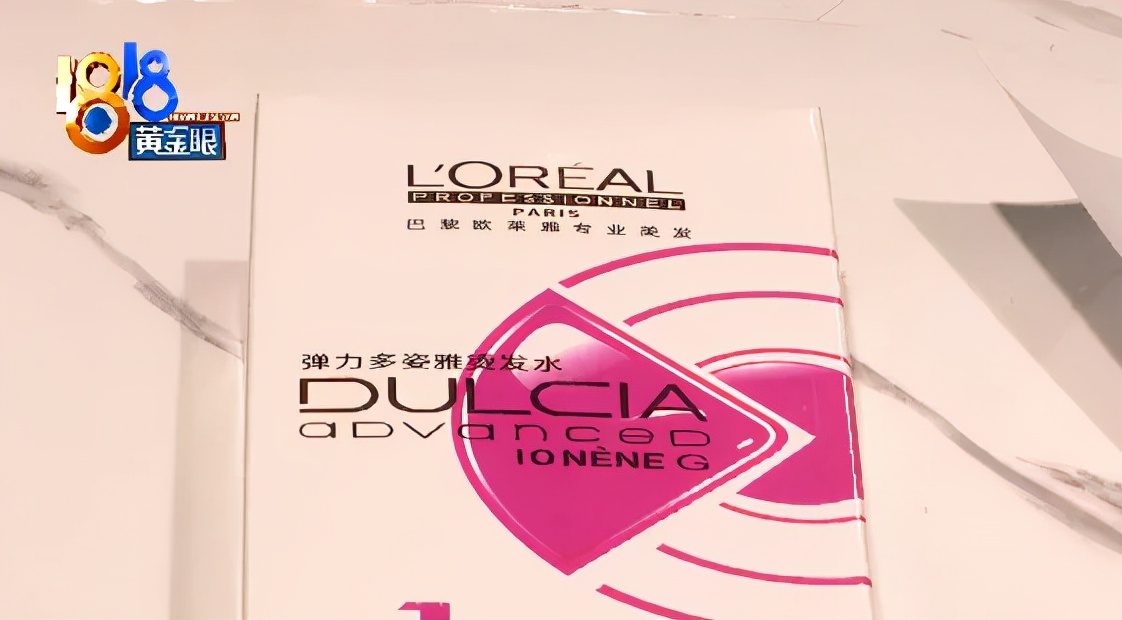 1818
黄金眼
L'ORÉAL
PROFESSIONNEL
PARIS
巴黎欧莱雅专业美发
弹力多姿雅烫发水
DULCIA
aDvanceD
IONÈNE G
1